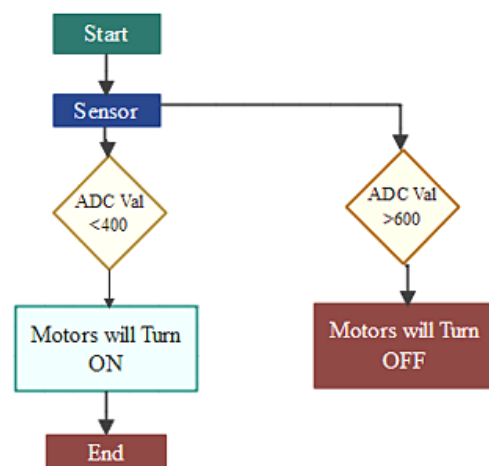 Start
Sensor
ADC Val
<400
ADC Val
>600
Motors will Turn
ON
Motors will Turn
OFF
End